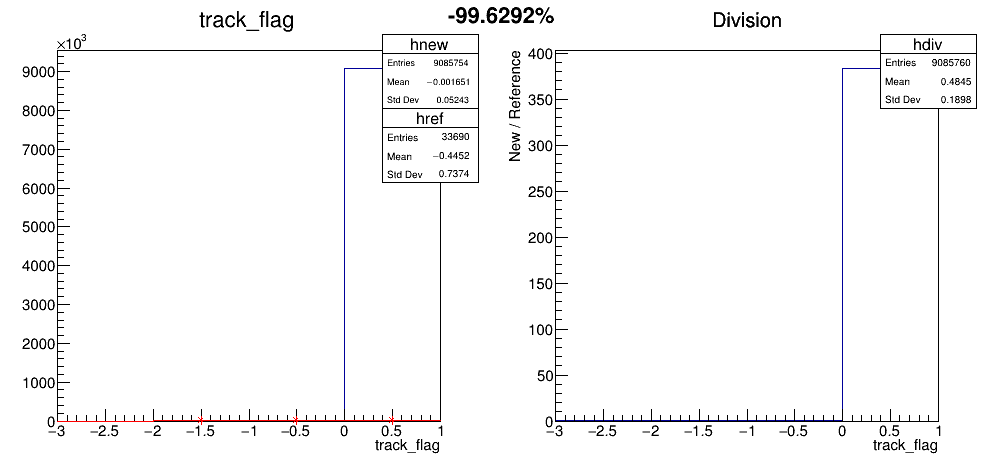 -99.6292%
track_flag
×10³
hnew
Entries 9085754
Mean −0.001651
Std Dev 0.05243
href
Entries 33690
Mean −0.4452
Std Dev 0.7374
9000
8000
7000
6000
5000
4000
3000
2000
1000
0
−3 −2.5 −2 −1.5 −1 −0.5 0 0.5 1
track_flag
Division
hdiv
Entries 9085760
Mean 0.4845
Std Dev 0.1898
New / Reference
400
350
300
250
200
150
100
50
0
−3 −2.5 −2 −1.5 −1 −0.5 0 0.5 1
track_flag